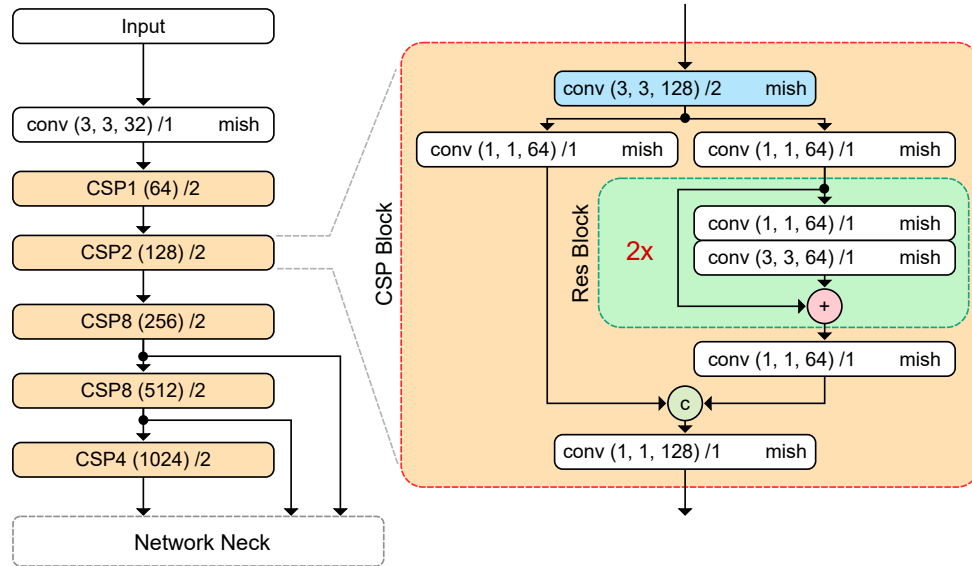 Input
conv (3, 3, 32) /1 mish
CSP1 (64) /2
CSP2 (128) /2
CSP8 (256) /2
CSP8 (512) /2
CSP4 (1024) /2
Network Neck
CSP Block
conv (3, 3, 128) /2 mish
conv (1, 1, 64) /1 mish
conv (1, 1, 64) /1 mish
Res Block
2x
conv (1, 1, 64) /1 mish
conv (3, 3, 64) /1 mish
+
conv (1, 1, 64) /1 mish
c
conv (1, 1, 128) /1 mish